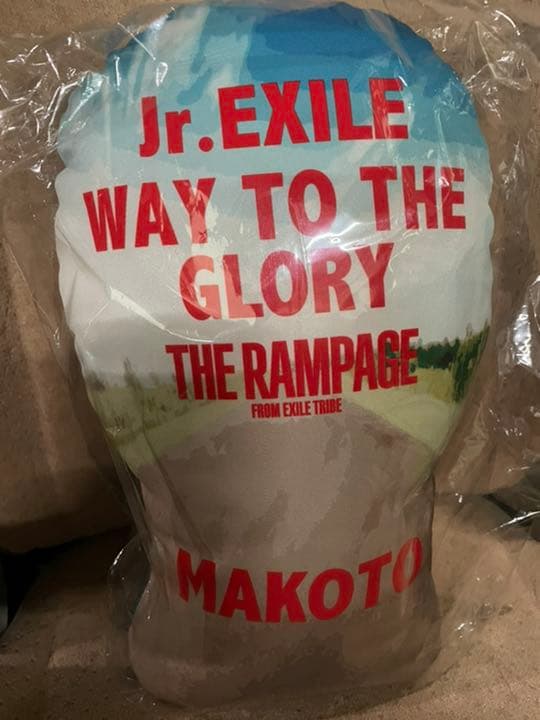 Jr.EXILE
WAY TO THE
GLORY
THE RAMPAGE
FROM EXILE TRIBE
MAKOTO